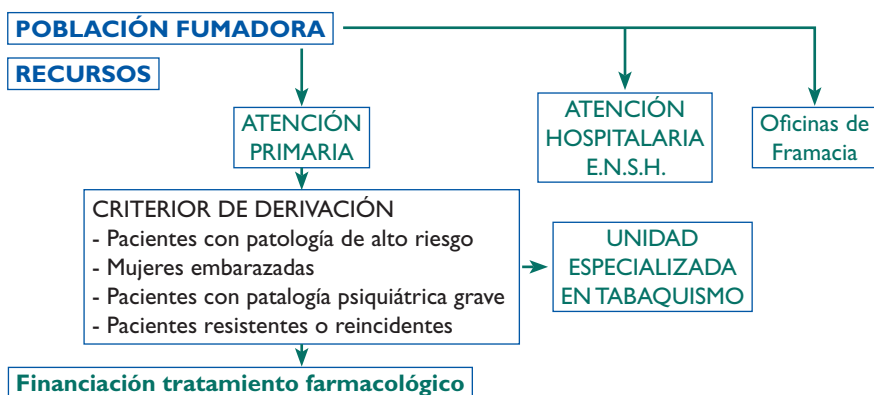 POBLACIÓN FUMADORA
RECURSOS
ATENCIÓN
PRIMARIA
ATENCIÓN
HOSPITALARIA
E.N.S.H.
Oficinas de
Framacia
CRITERIOR DE DERIVACIÓN
- Pacientes con patología de alto riesgo
- Mujeres embarazadas
- Pacientes con patalogía psiquiátrica grave
- Pacientes resistentes o reincidentes
UNIDAD
ESPECIALIZADA
EN TABAQUISMO
Financiación tratamiento farmacológico